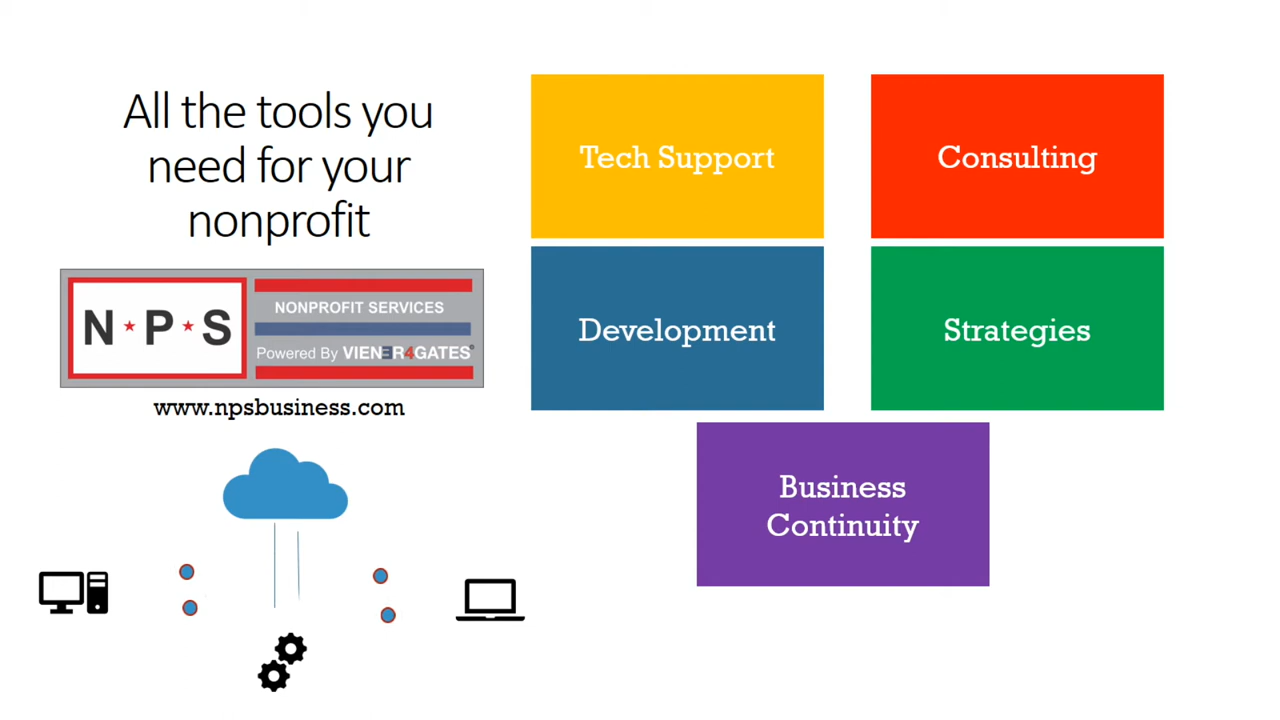 All the tools you
need for your
nonprofit
N★P★S
NONPROFIT SERVICES
Powered By VIENER4GATES
www.npsbusiness.com
Tech Support
Consulting
Development
Strategies
Business
Continuity